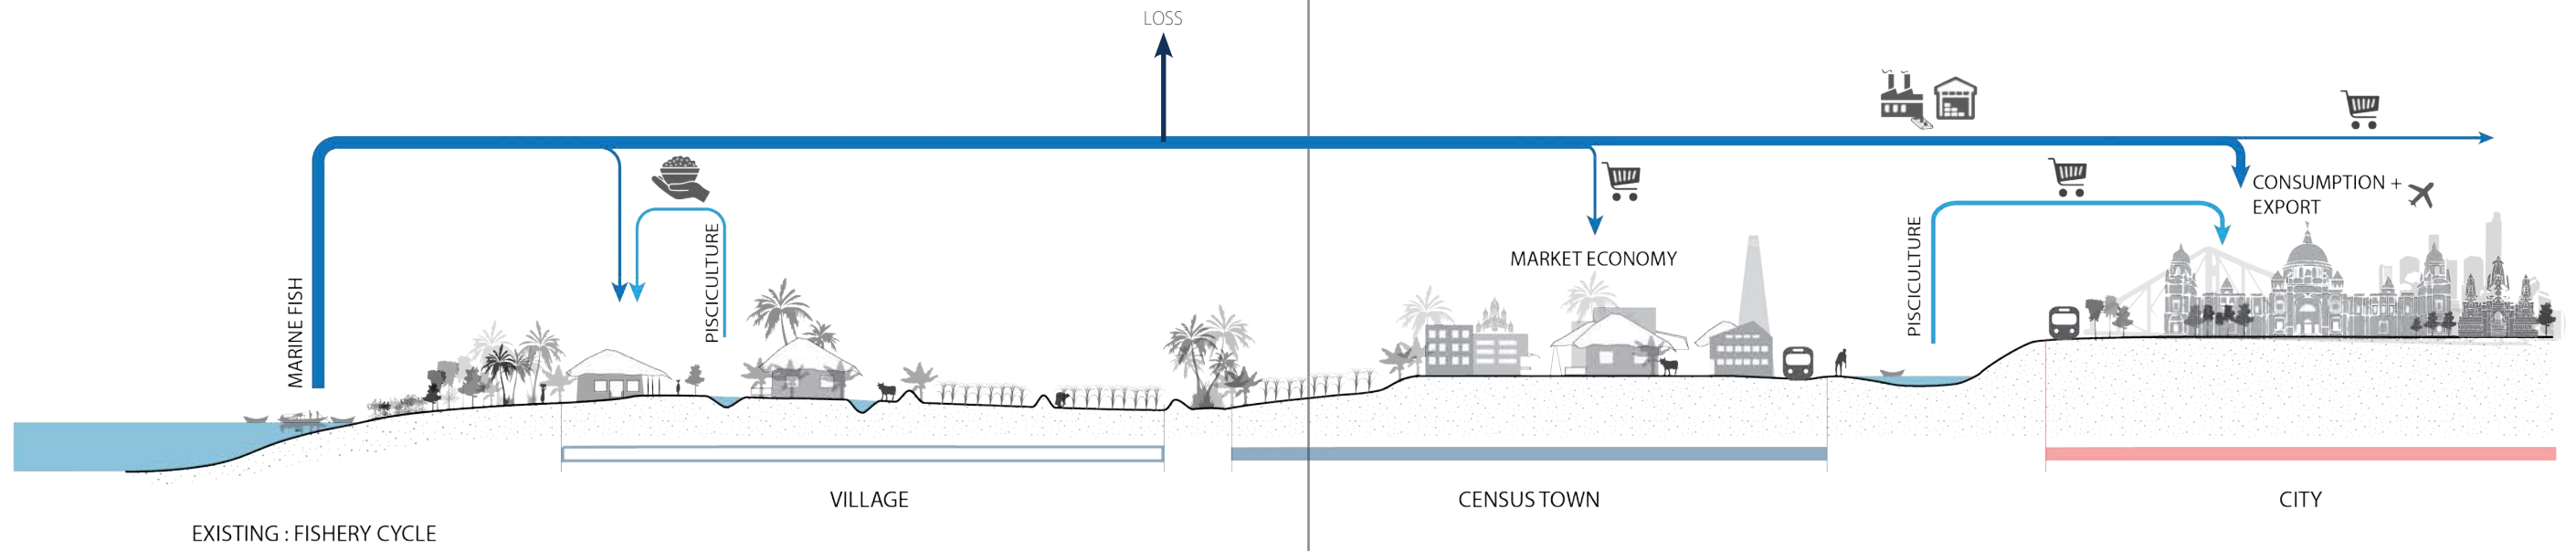 LOSS
MARINE FISH
PISCICULTURE
MARKET ECONOMY
PISCICULTURE
CONSUMPTION +
EXPORT
VILLAGE
CENSUS TOWN
CITY
EXISTING : FISHERY CYCLE